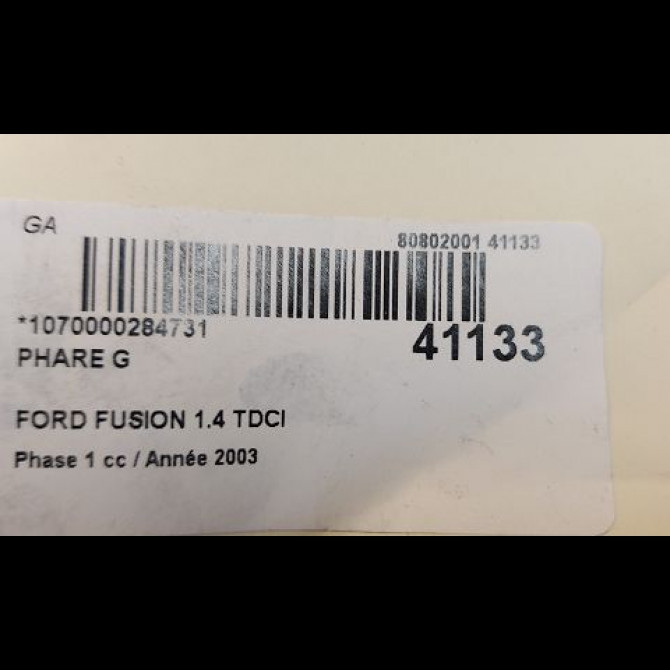 GA
80802001 41133
*1070000284731
41133
PHARE G
FORD FUSION 1.4 TDCI
Phase 1 cc / Année 2003